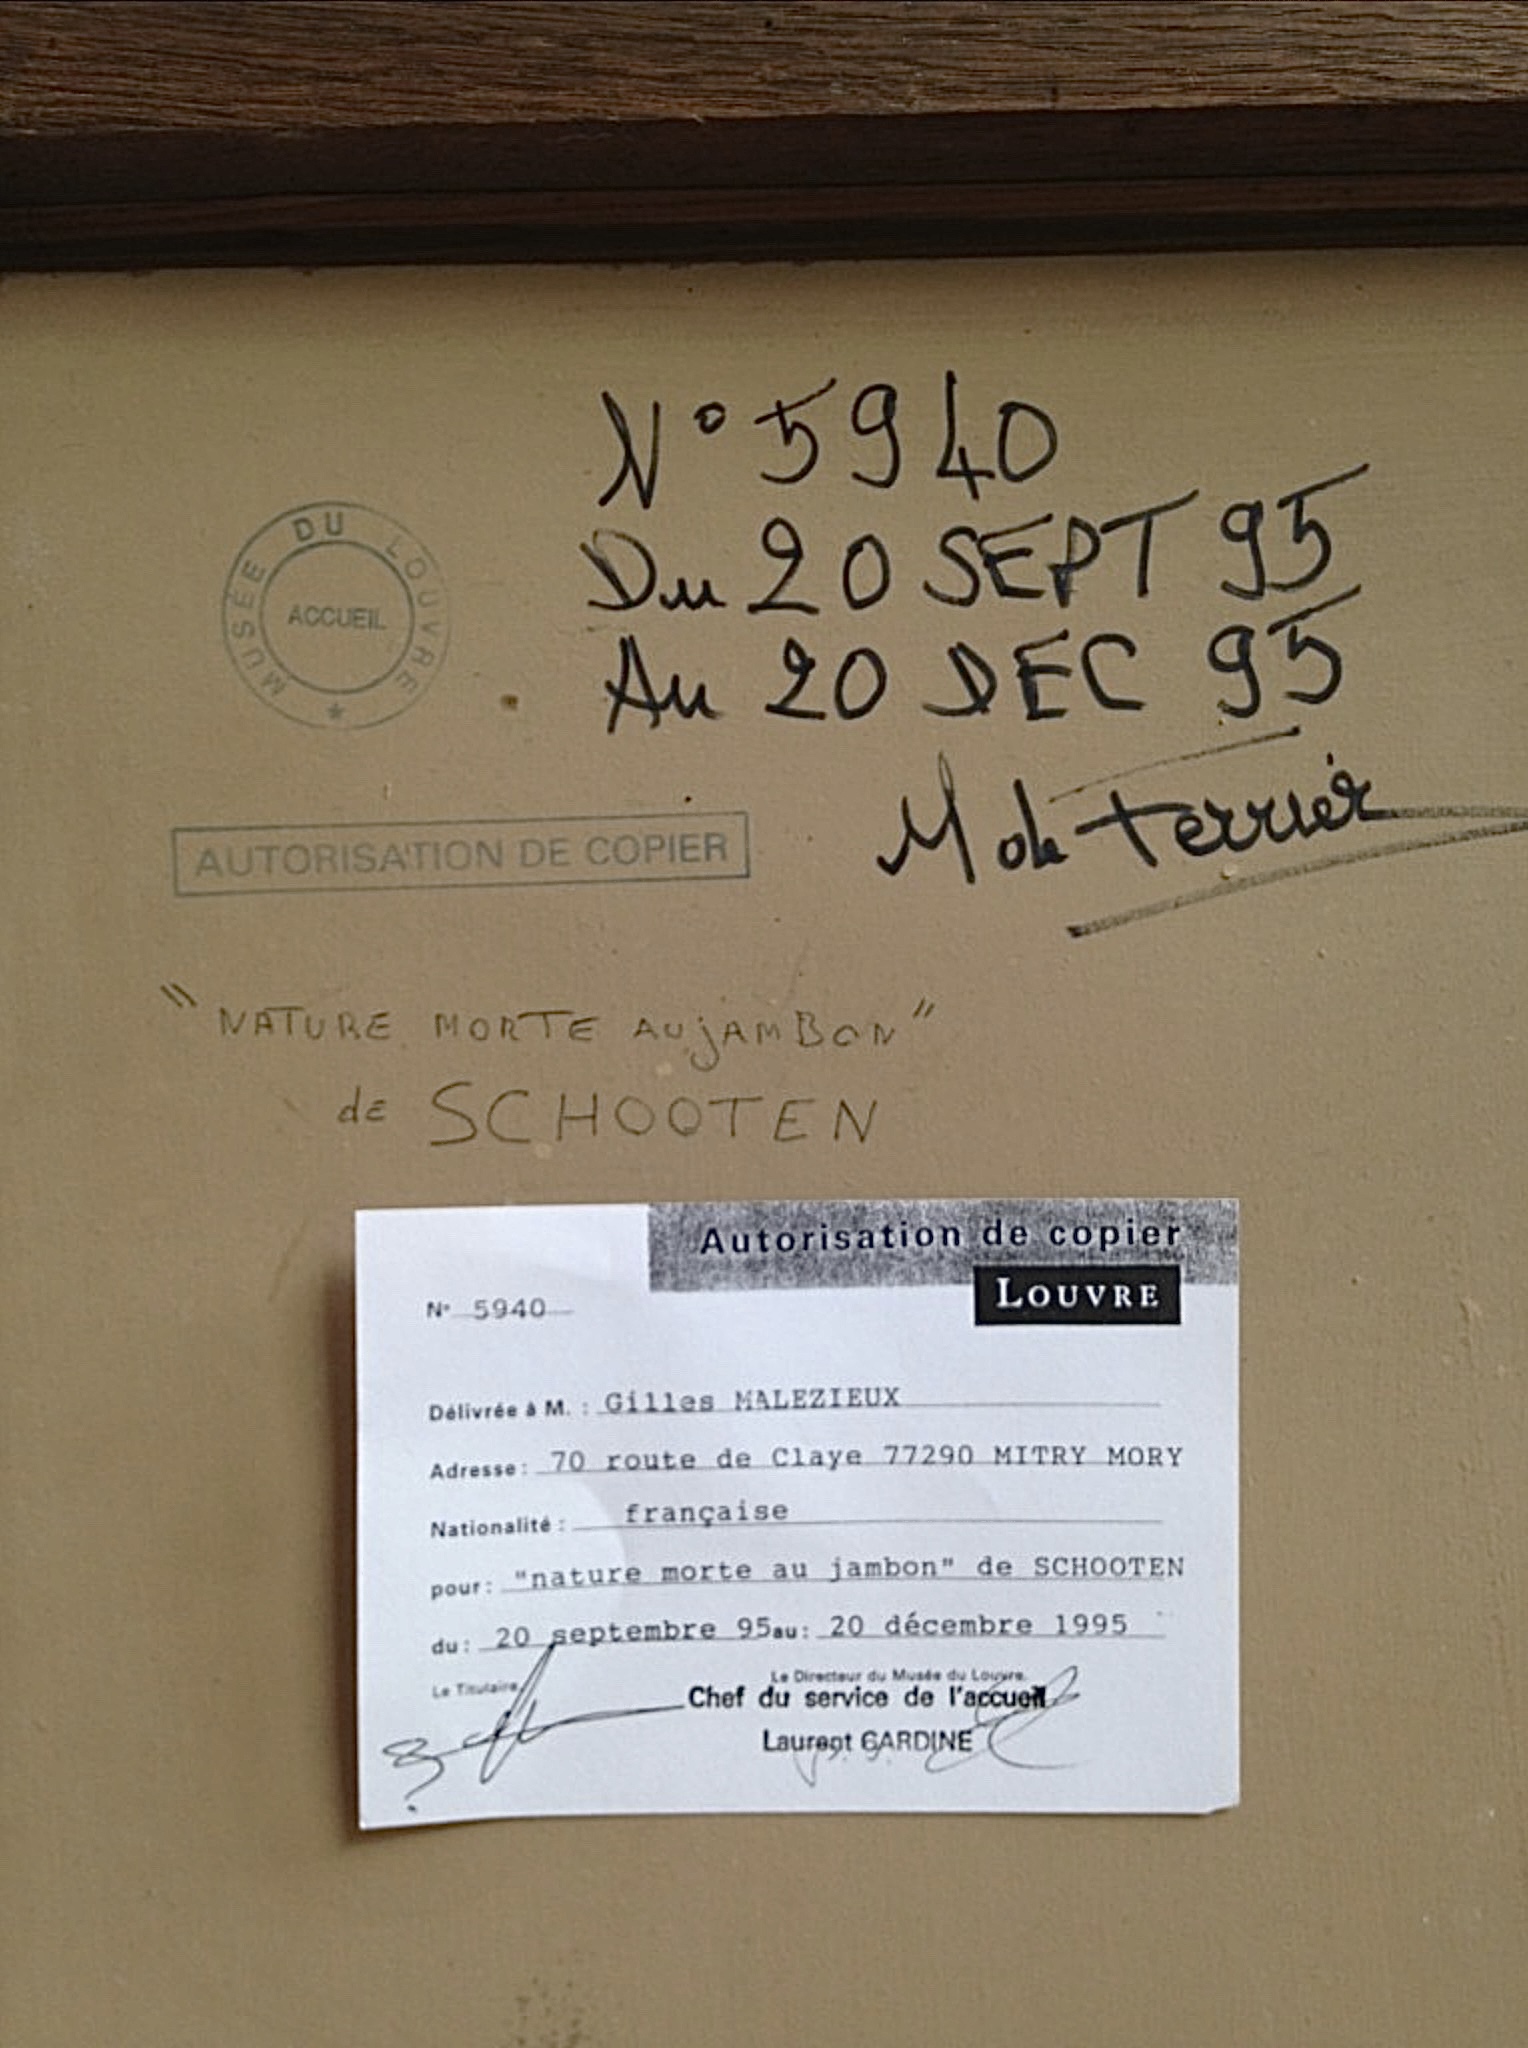 N° 5940
Du 20 SEPT 95
Au 20 DEC 95
MUSÉE DU LOUVRE
ACCUEIL
AUTORISATION DE COPIER
"NATURE MORTE AU JAMBON"
de SCHOOTEN
Autorisation de copier
LOUVRE
N° 5940
Délivrée à M. : Gilles MALEZIEUX
Adresse : 70 route de Claye 77290 MITRY MORY
Nationalité : française
pour : "nature morte au jambon" de SCHOOTEN
du : 20 septembre 95 au : 20 décembre 1995
Le Titulaire,
Le Directeur du Musée du Louvre.
Chef du service de l'accueil
Laurent GARDINE